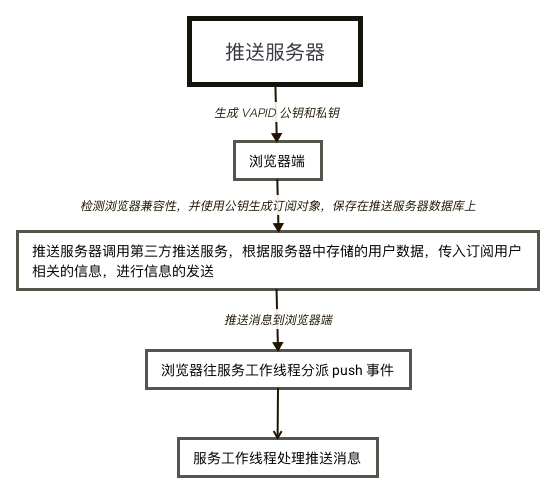 推送服务器
生成 VAPID 公钥和私钥
浏览器端
检测浏览器兼容性，并使用公钥生成订阅对象，保存在推送服务器数据库上
推送服务器调用第三方推送服务，根据服务器中存储的用户数据，传入订阅用户
相关的信息，进行信息的发送
推送消息到浏览器端
浏览器往服务工作线程分派 push 事件
服务工作线程处理推送消息